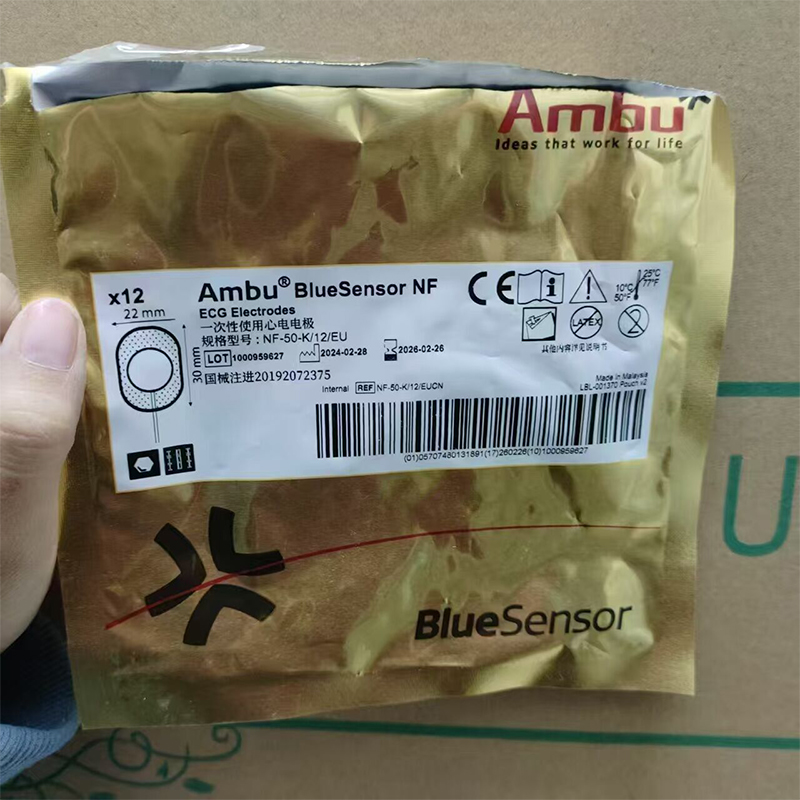 Ambu
Ideas that work for life
x12
22 mm
30 mm
Ambu® BlueSensor NF
ECG Electrodes
一次性使用心电电极
规格型号：NF-50-K/12/EU
LOT 1000959627 2024-02-28 2026-02-26
国械注进20192072375
10°C
50°F
25°C
77°F
LATEX
2
其他内容详见说明书
Internal REF NF-50-K/12/EUCN
Made in Malaysia
LBL-001370 Pouch v2
(01)05707480131891(17)260226(10)1000959627
BlueSensor
U